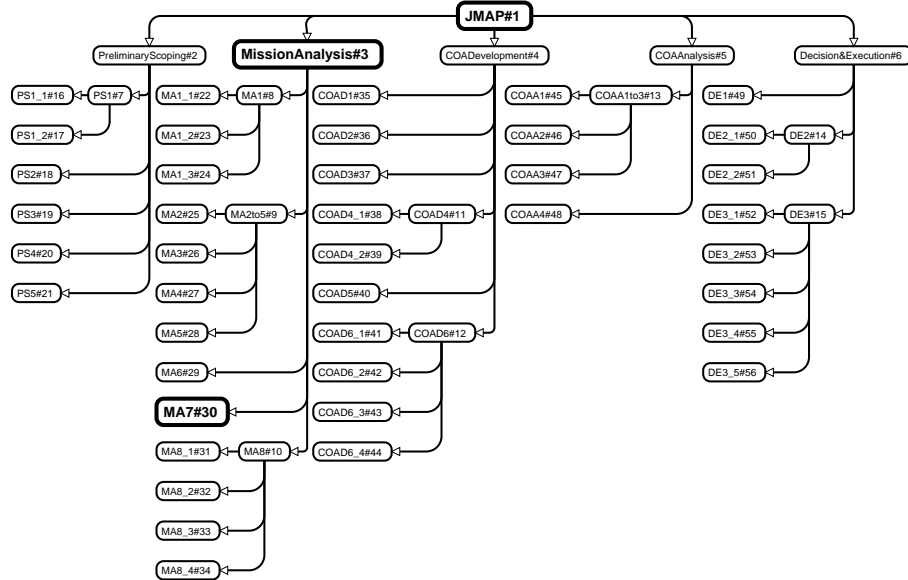 JMAP#1
PreliminaryScoping#2
MissionAnalysis#3
COADevelopment#4
COAAnalysis#5
Decision&Execution#6
PS1_1#16
PS1#7
PS1_2#17
PS2#18
PS3#19
PS4#20
PS5#21
MA1_1#22
MA1#8
MA1_2#23
MA1_3#24
MA2#25
MA2to5#9
MA3#26
MA4#27
MA5#28
MA6#29
MA7#30
MA8_1#31
MA8#10
MA8_2#32
MA8_3#33
MA8_4#34
COAD1#35
COAD2#36
COAD3#37
COAD4_1#38
COAD4#11
COAD4_2#39
COAD5#40
COAD6_1#41
COAD6#12
COAD6_2#42
COAD6_3#43
COAD6_4#44
COAA1#45
COAA1to3#13
COAA2#46
COAA3#47
COAA4#48
DE1#49
DE2_1#50
DE2#14
DE2_2#51
DE3_1#52
DE3#15
DE3_2#53
DE3_3#54
DE3_4#55
DE3_5#56